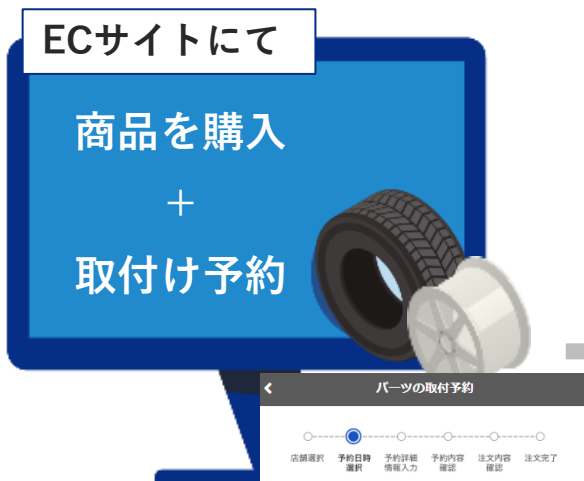 ECサイトにて
商品を購入
+
取付け予約
パーツの取付予約
店舗選択 予約日時 予約詳細 予約内容 注文内容 注文完了
選択 情報入力 確認 確認